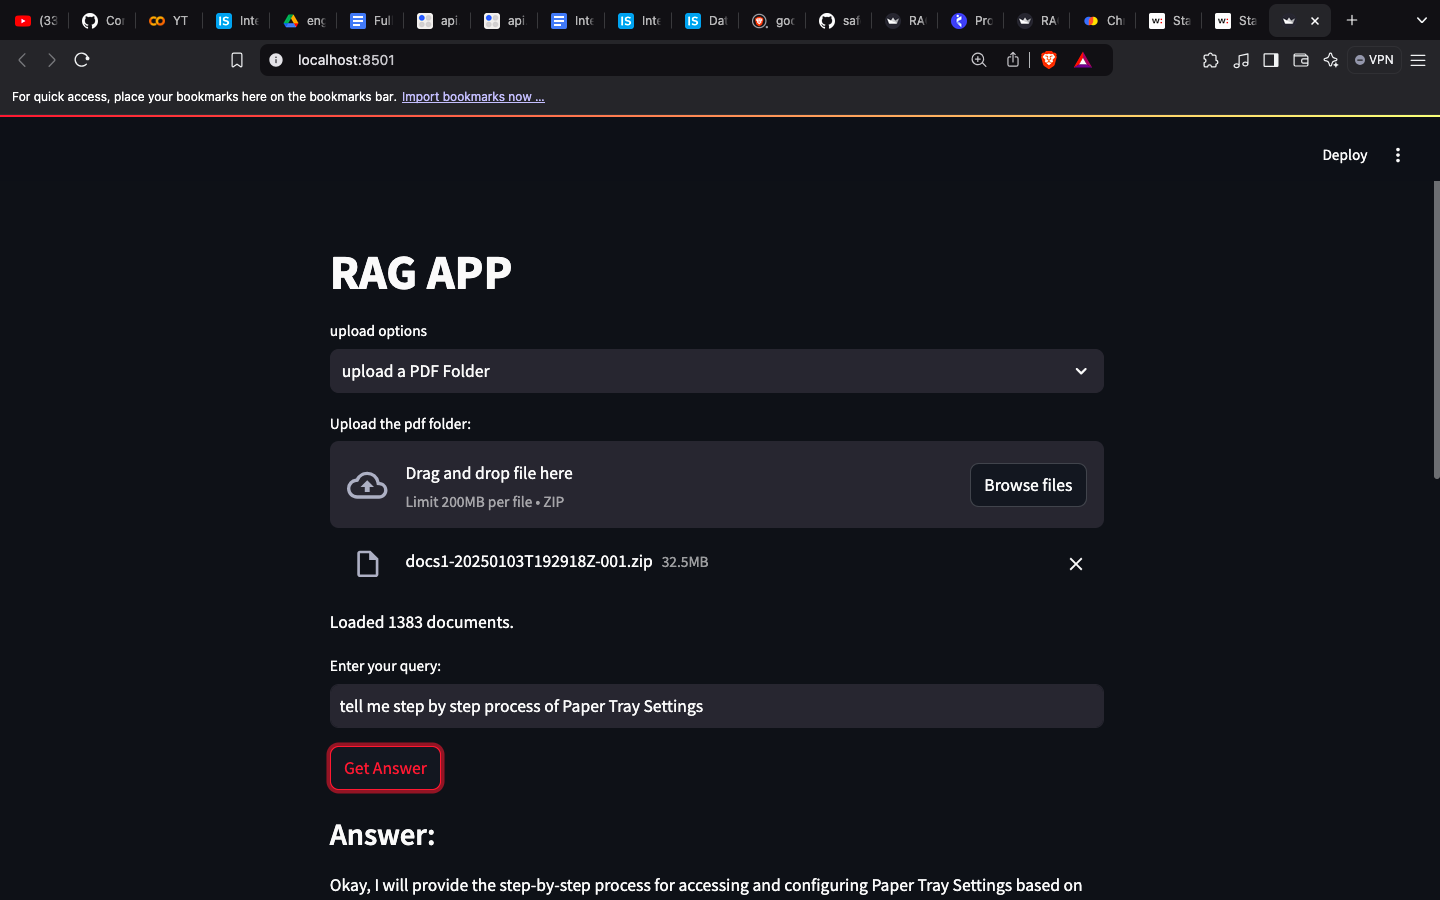 (33
Cor
YT
Inte
eng
Full
api
api.
Inte
Inte
Dat
goo
saf
RAG
Pro
RAG
Chr
w: Sta
w: Sta
localhost:8501
VPN
For quick access, place your bookmarks here on the bookmarks bar. Import bookmarks now ...
Deploy
RAG APP
upload options
upload a PDF Folder
Upload the pdf folder:
Drag and drop file here
Limit 200MB per file • ZIP
Browse files
docs1-20250103T192918Z-001.zip 32.5MB
Loaded 1383 documents.
Enter your query:
tell me step by step process of Paper Tray Settings
Get Answer
Answer:
Okay, I will provide the step-by-step process for accessing and configuring Paper Tray Settings based on